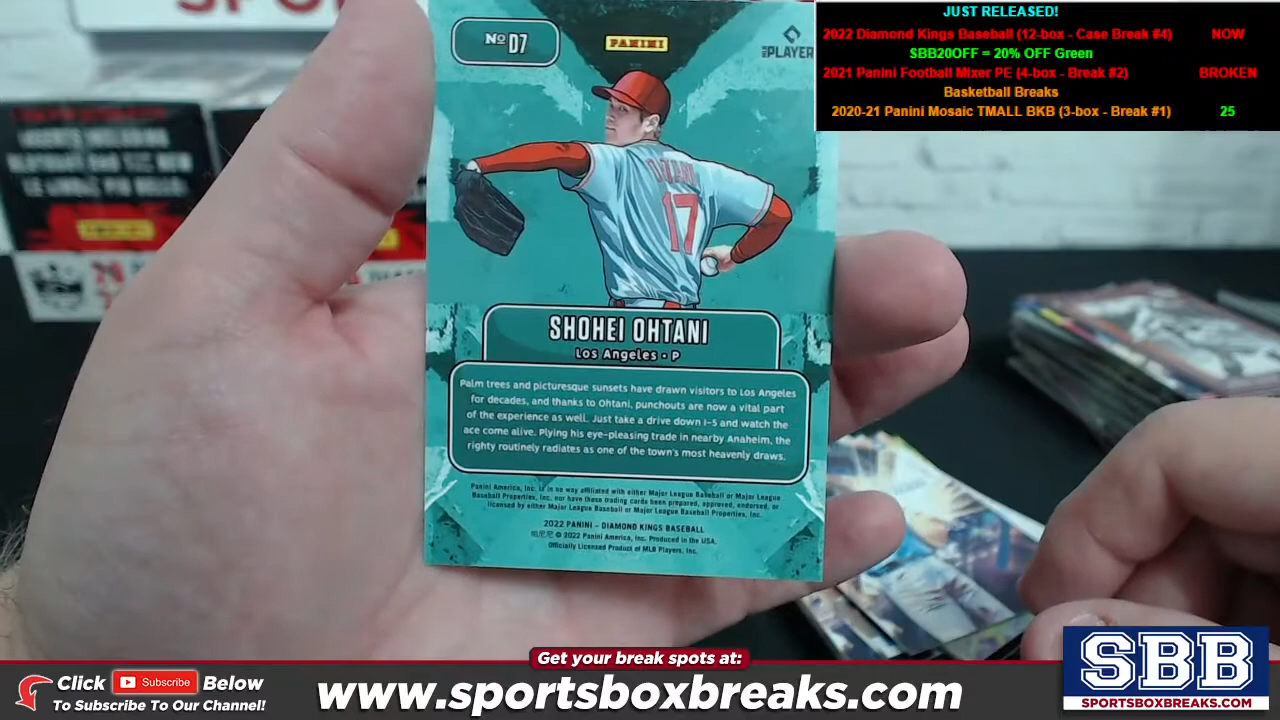 JUST RELEASED!
2022 Diamond Kings Baseball (12-box - Case Break #4) NOW
SBB20OFF = 20% OFF Green
2021 Panini Football Mixer PE (4-box - Break #2) BROKEN
Basketball Breaks
2020-21 Panini Mosaic TMALL BKB (3-box - Break #1) 25
No D7
PANINI
PLAYER
OHTANI
17
SHOHEI OHTANI
Los Angeles • P
Palm trees and picturesque sunsets have drawn visitors to Los Angeles
for decades, and thanks to Ohtani, punchouts are now a vital part
of the experience as well. Just take a drive down I-5 and watch the
ace come alive. Plying his eye-pleasing trade in nearby Anaheim, the
righty routinely radiates as one of the town's most heavenly draws.
Panini America, Inc. is in no way affiliated with either Major League Baseball or Major League
Baseball Properties, Inc. nor have these trading cards been prepared, approved, endorsed, or
licensed by either Major League Baseball or Major League Baseball Properties, Inc.
2022 PANINI - DIAMOND KINGS BASEBALL
帕尼尼 © 2022 Panini America, Inc. Produced in the USA.
Officially Licensed Product of MLB Players, Inc.
Get your break spots at:
Click Subscribe Below
To Subscribe To Our Channel!
www.sportsboxbreaks.com
SBB
SPORTSBOXBREAKS.COM